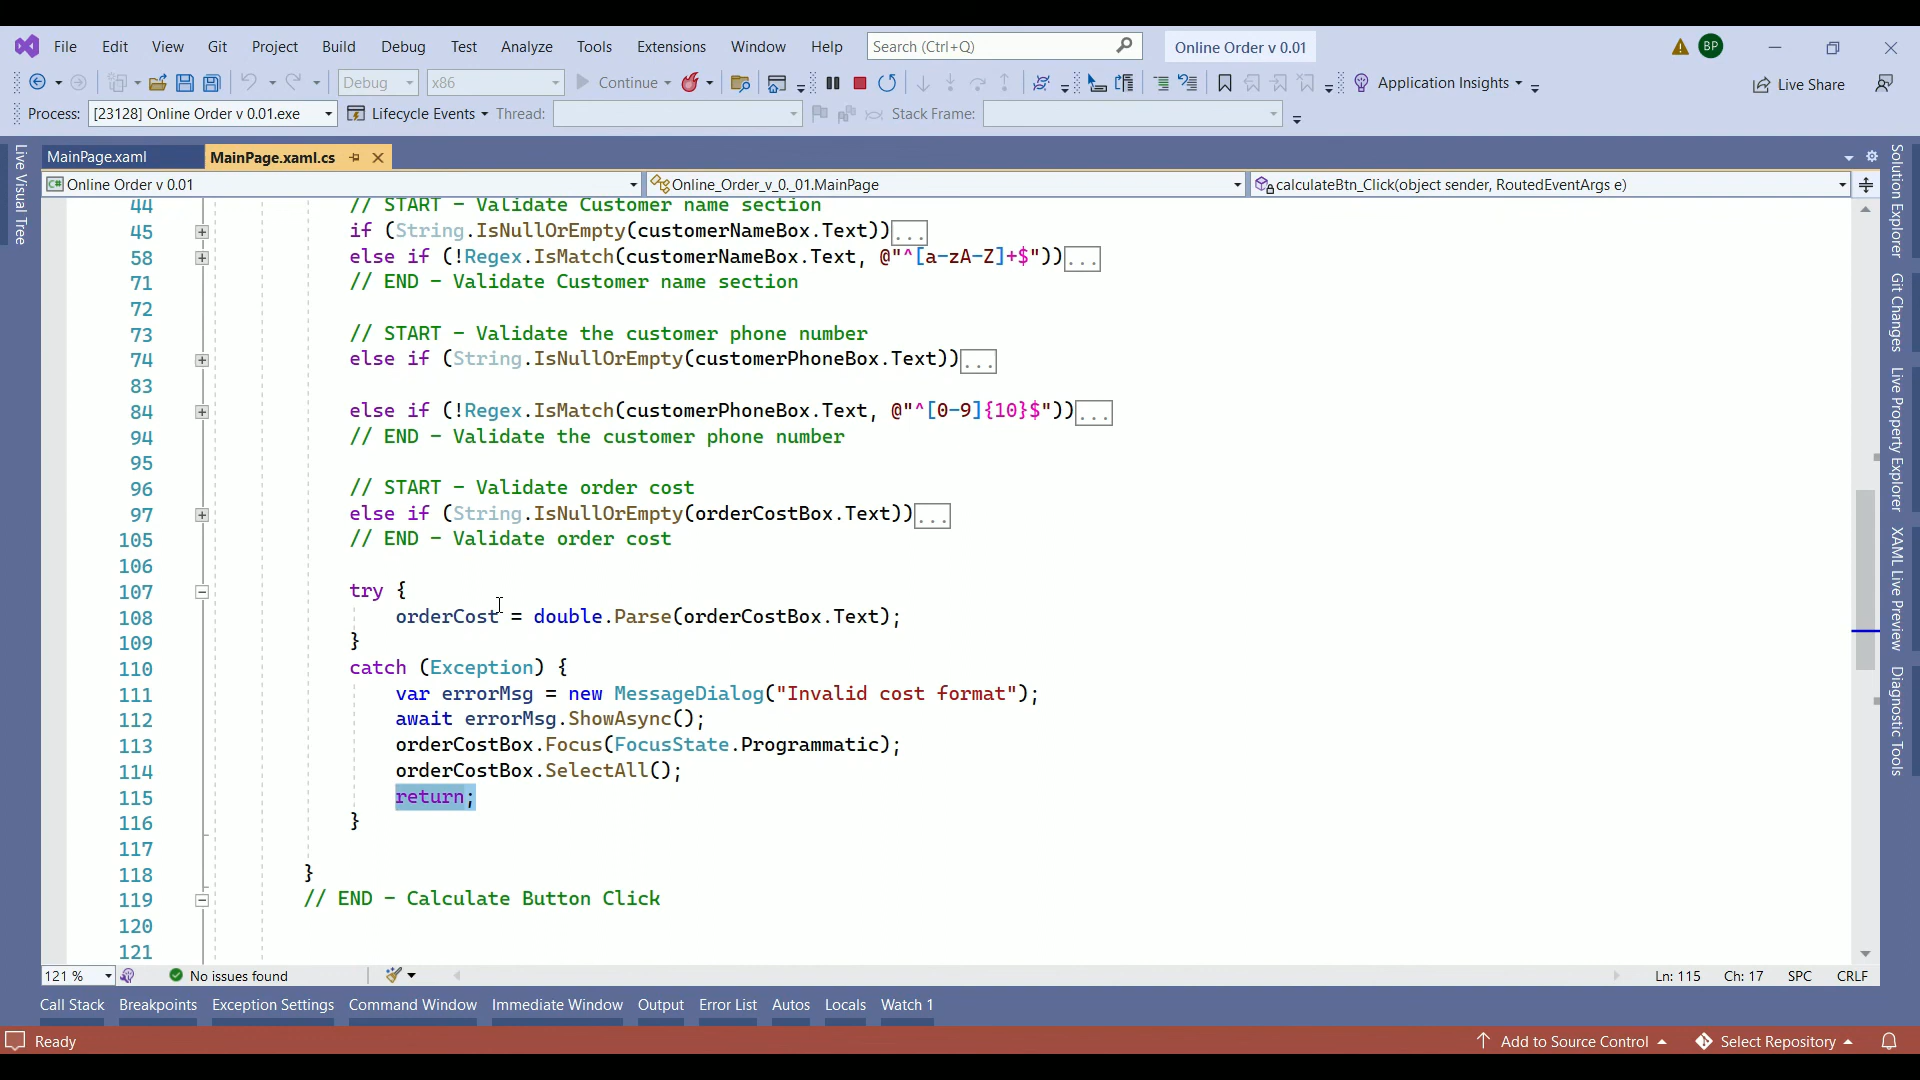 File Edit View Git Project Build Debug Test Analyze Tools Extensions Window Help Search (Ctrl+Q) Online Order v 0.01 BP
Debug x86 Continue Application Insights Live Share
Process: [23128] Online Order v 0.01.exe Lifecycle Events Thread: Stack Frame:
MainPage.xaml MainPage.xaml.cs
Online Order v 0.01 Online_Order_v_0._01.MainPage calculateBtn_Click(object sender, RoutedEventArgs e)
Live Visual Tree
44 // START - Validate Customer name section
45 if (String.IsNullOrEmpty(customerNameBox.Text))...
58 else if (!Regex.IsMatch(customerNameBox.Text, @"^[a-zA-Z]+$"))...
71 // END - Validate Customer name section
72
73 // START - Validate the customer phone number
74 else if (String.IsNullOrEmpty(customerPhoneBox.Text))...
83
84 else if (!Regex.IsMatch(customerPhoneBox.Text, @"^[0-9]{10}$"))...
94 // END - Validate the customer phone number
95
96 // START - Validate order cost
97 else if (String.IsNullOrEmpty(orderCostBox.Text))...
105 // END - Validate order cost
106
107 try {
108 orderCost = double.Parse(orderCostBox.Text);
109 }
110 catch (Exception) {
111 var errorMsg = new MessageDialog("Invalid cost format");
112 await errorMsg.ShowAsync();
113 orderCostBox.Focus(FocusState.Programmatic);
114 orderCostBox.SelectAll();
115 return;
116 }
117
118 }
119 // END - Calculate Button Click
120
121
Solution Explorer
Git Changes
Live Property Explorer
XAML Live Preview
Diagnostic Tools
121 % No issues found Ln: 115 Ch: 17 SPC CRLF
Call Stack Breakpoints Exception Settings Command Window Immediate Window Output Error List Autos Locals Watch 1
Ready Add to Source Control Select Repository